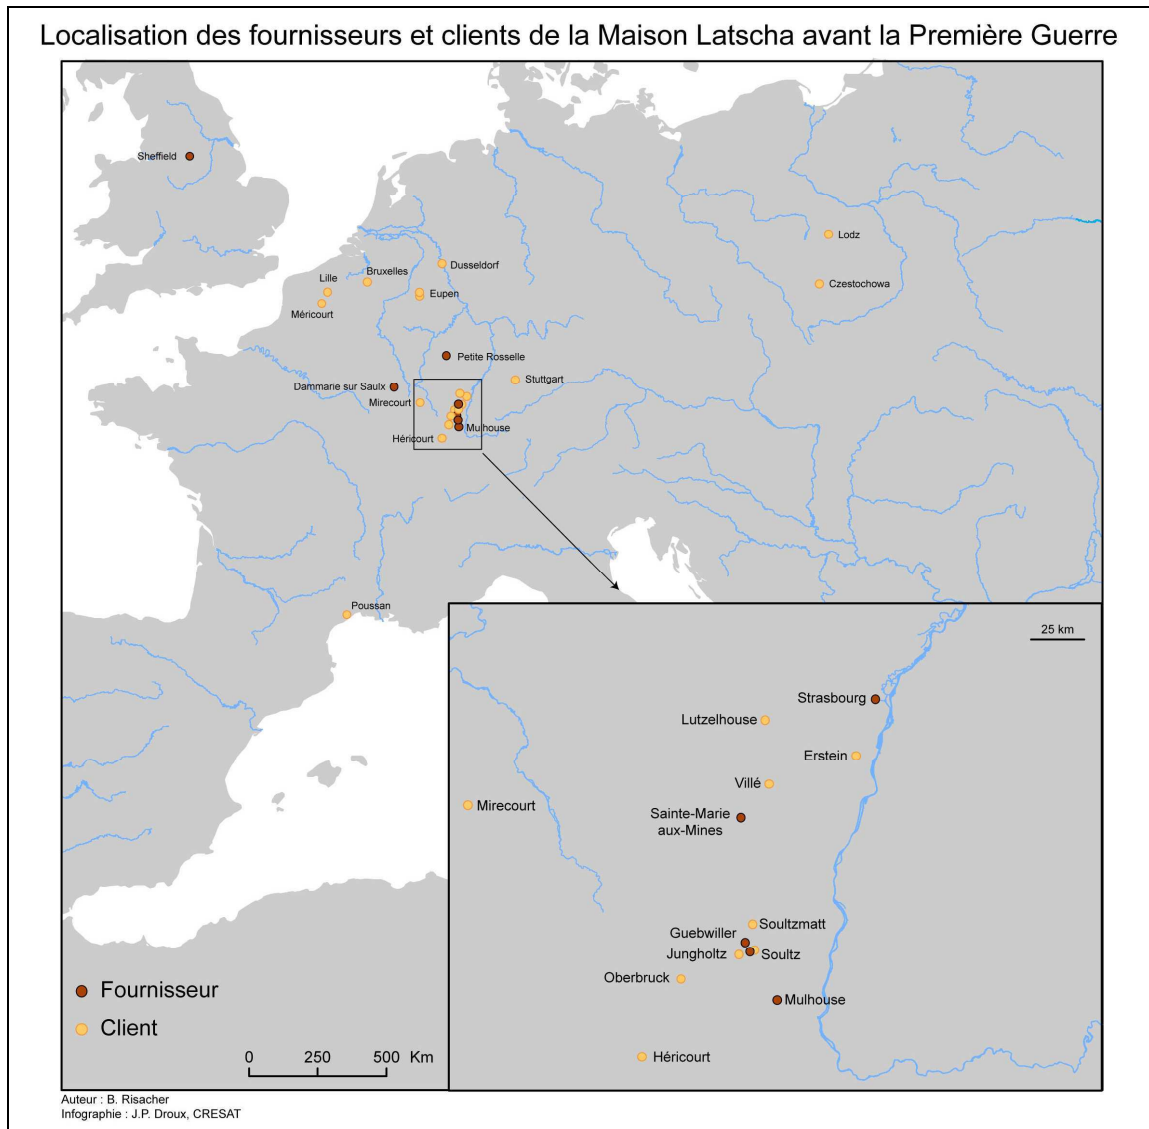 Localisation des fournisseurs et clients de la Maison Latscha avant la Première Guerre
Sheffield
Lodz
Czestochowa
Dusseldorf
Bruxelles
Lille
Eupen
Méricourt
Petite Rosselle
Stuttgart
Dammarie sur Saulx
Mirecourt
Mulhouse
Héricourt
Poussan
25 km
Strasbourg
Lutzelhouse
Erstein
Villé
Mirecourt
Sainte-Marie
aux-Mines
Soultzmatt
Guebwiller
Jungholtz
Soultz
Oberbruck
Mulhouse
Héricourt
Fournisseur
Client
0 250 500 Km
Auteur : B. Risacher
Infographie : J.P. Droux, CRESAT